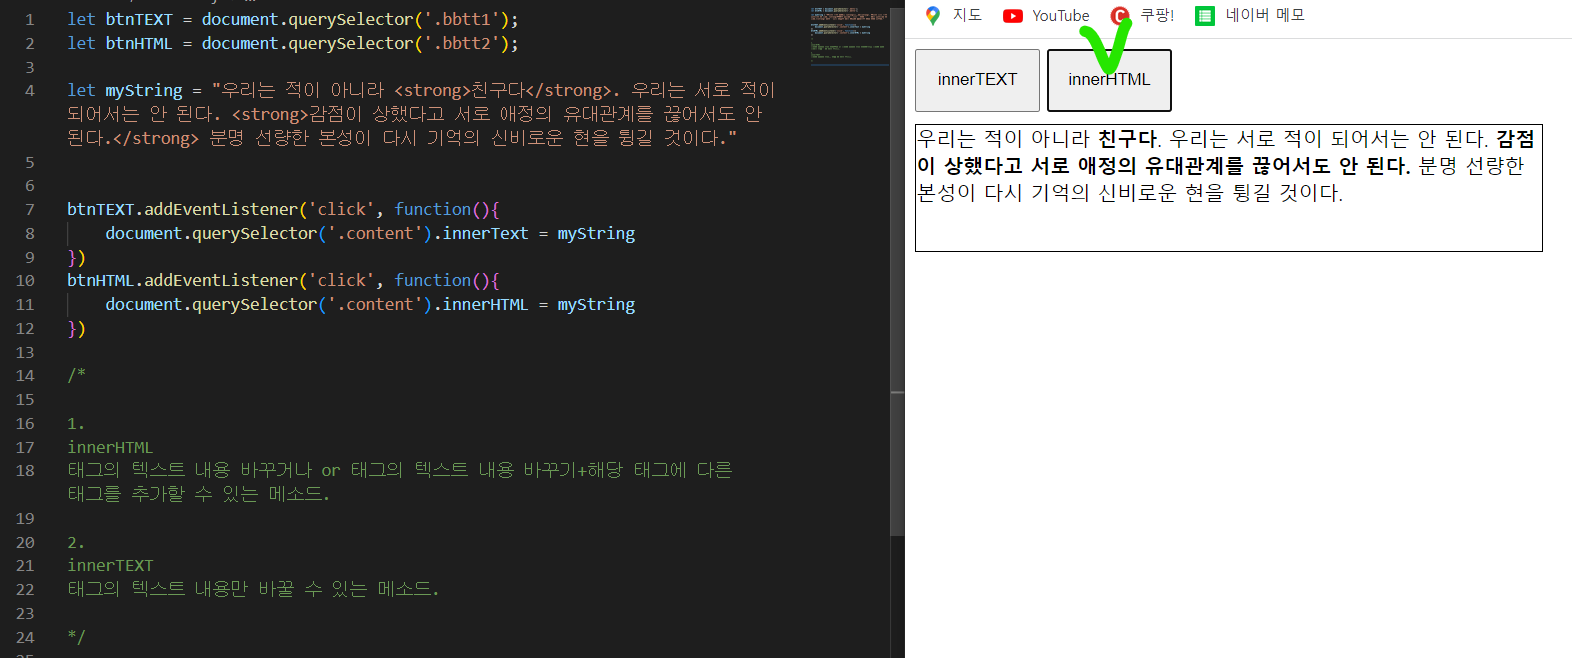 지도 YouTube 쿠팡! 네이버 메모
innerTEXT innerHTML
우리는 적이 아니라 친구다. 우리는 서로 적이 되어서는 안 된다. 감점
이 상했다고 서로 애정의 유대관계를 끊어서도 안 된다. 분명 선량한
본성이 다시 기억의 신비로운 현을 튕길 것이다.
1 let btnTEXT = document.querySelector('.bbtt1');
2 let btnHTML = document.querySelector('.bbtt2');
3
4 let myString = "우리는 적이 아니라 <strong>친구다</strong>. 우리는 서로 적이
되어서는 안 된다. <strong>감점이 상했다고 서로 애정의 유대관계를 끊어서도 안
된다.</strong> 분명 선량한 본성이 다시 기억의 신비로운 현을 튕길 것이다."
5
6
7 btnTEXT.addEventListener('click', function(){
8 document.querySelector('.content').innerText = myString
9 })
10 btnHTML.addEventListener('click', function(){
11 document.querySelector('.content').innerHTML = myString
12 })
13
14 /*
15
16 1.
17 innerHTML
18 태그의 텍스트 내용 바꾸거나 or 태그의 텍스트 내용 바꾸기+해당 태그에 다른
태그를 추가할 수 있는 메소드.
19
20 2.
21 innerTEXT
22 태그의 텍스트 내용만 바꿀 수 있는 메소드.
23
24 */